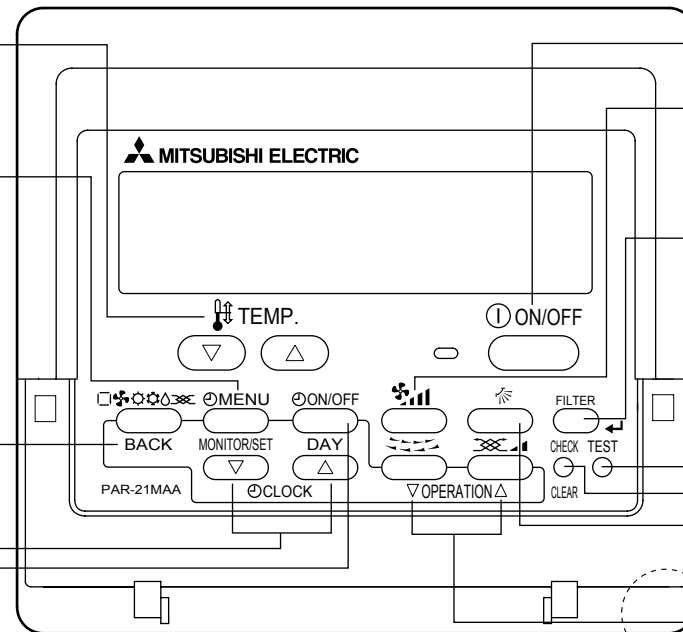 MITSUBISHI ELECTRIC
TEMP.
ON/OFF
MENU
ON/OFF
FILTER
BACK
MONITOR/SET
DAY
CHECK
TEST
PAR-21MAA
CLOCK
OPERATION
CLEAR